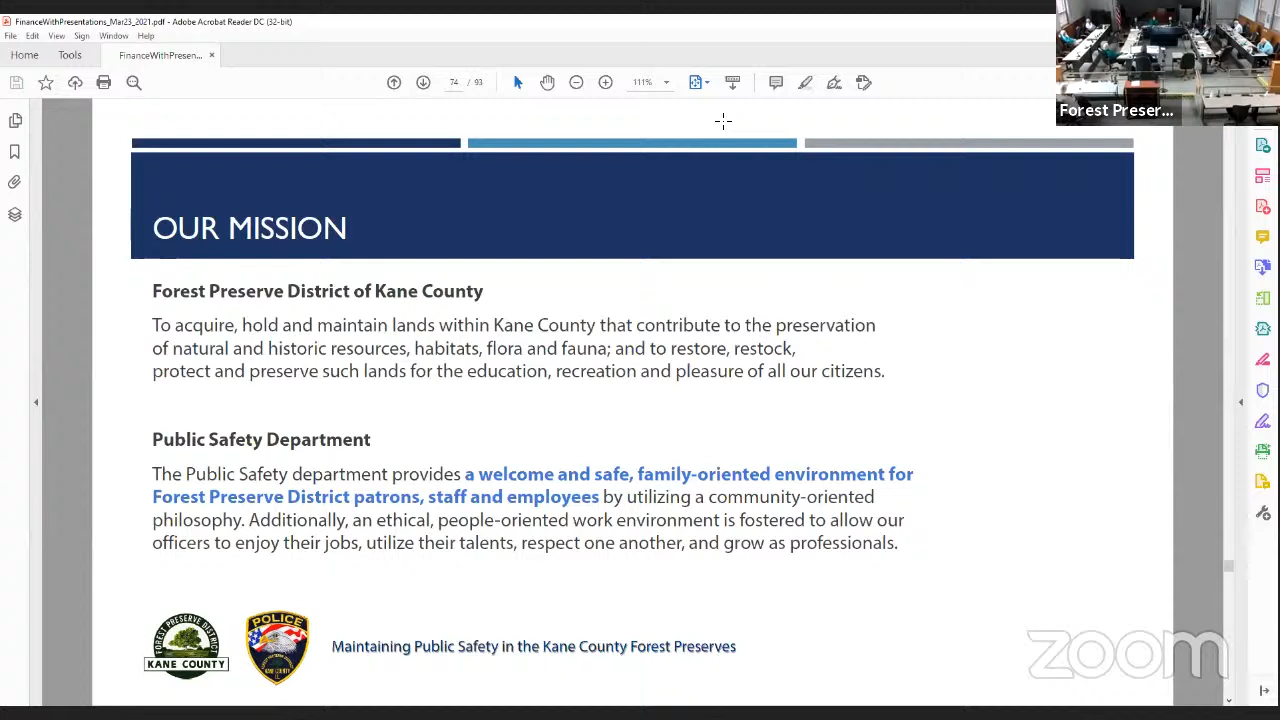 FinanceWithPresentations_Mar23_2021.pdf - Adobe Acrobat Reader DC (32-bit)
File Edit View Sign Window Help
Home Tools FinanceWithPresen... ×
74 / 93 111%
Forest Preser...
OUR MISSION
Forest Preserve District of Kane County
To acquire, hold and maintain lands within Kane County that contribute to the preservation
of natural and historic resources, habitats, flora and fauna; and to restore, restock,
protect and preserve such lands for the education, recreation and pleasure of all our citizens.
Public Safety Department
The Public Safety department provides a welcome and safe, family-oriented environment for
Forest Preserve District patrons, staff and employees by utilizing a community-oriented
philosophy. Additionally, an ethical, people-oriented work environment is fostered to allow our
officers to enjoy their jobs, utilize their talents, respect one another, and grow as professionals.
FOREST PRESERVE DISTRICT
KANE COUNTY
POLICE
KANE COUNTY
Maintaining Public Safety in the Kane County Forest Preserves
zoom